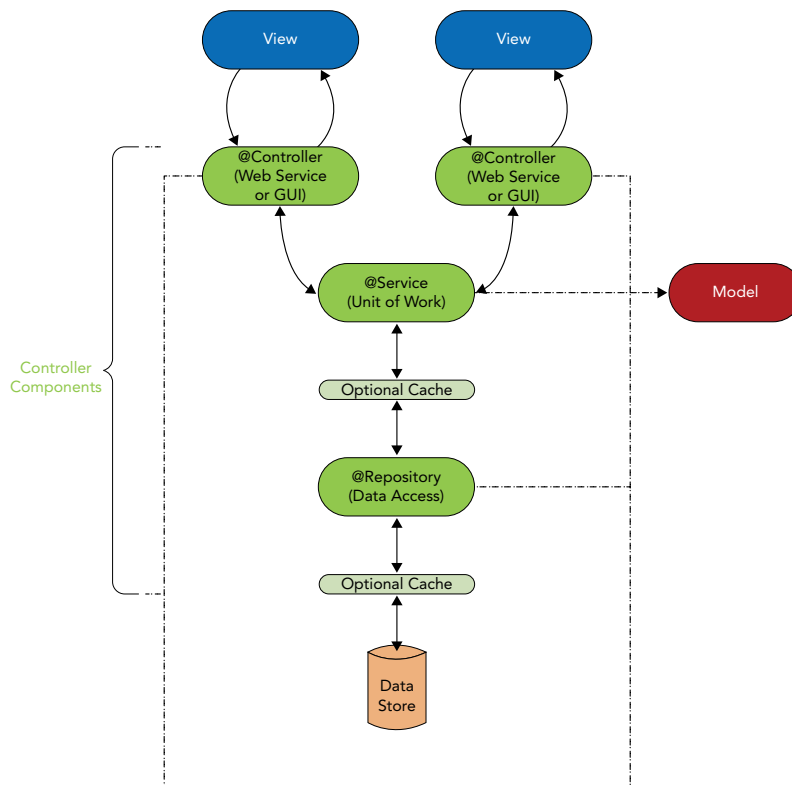 View
View
@Controller
(Web Service
or GUI)
@Controller
(Web Service
or GUI)
@Service
(Unit of Work)
Model
Controller
Components
Optional Cache
@Repository
(Data Access)
Optional Cache
Data
Store